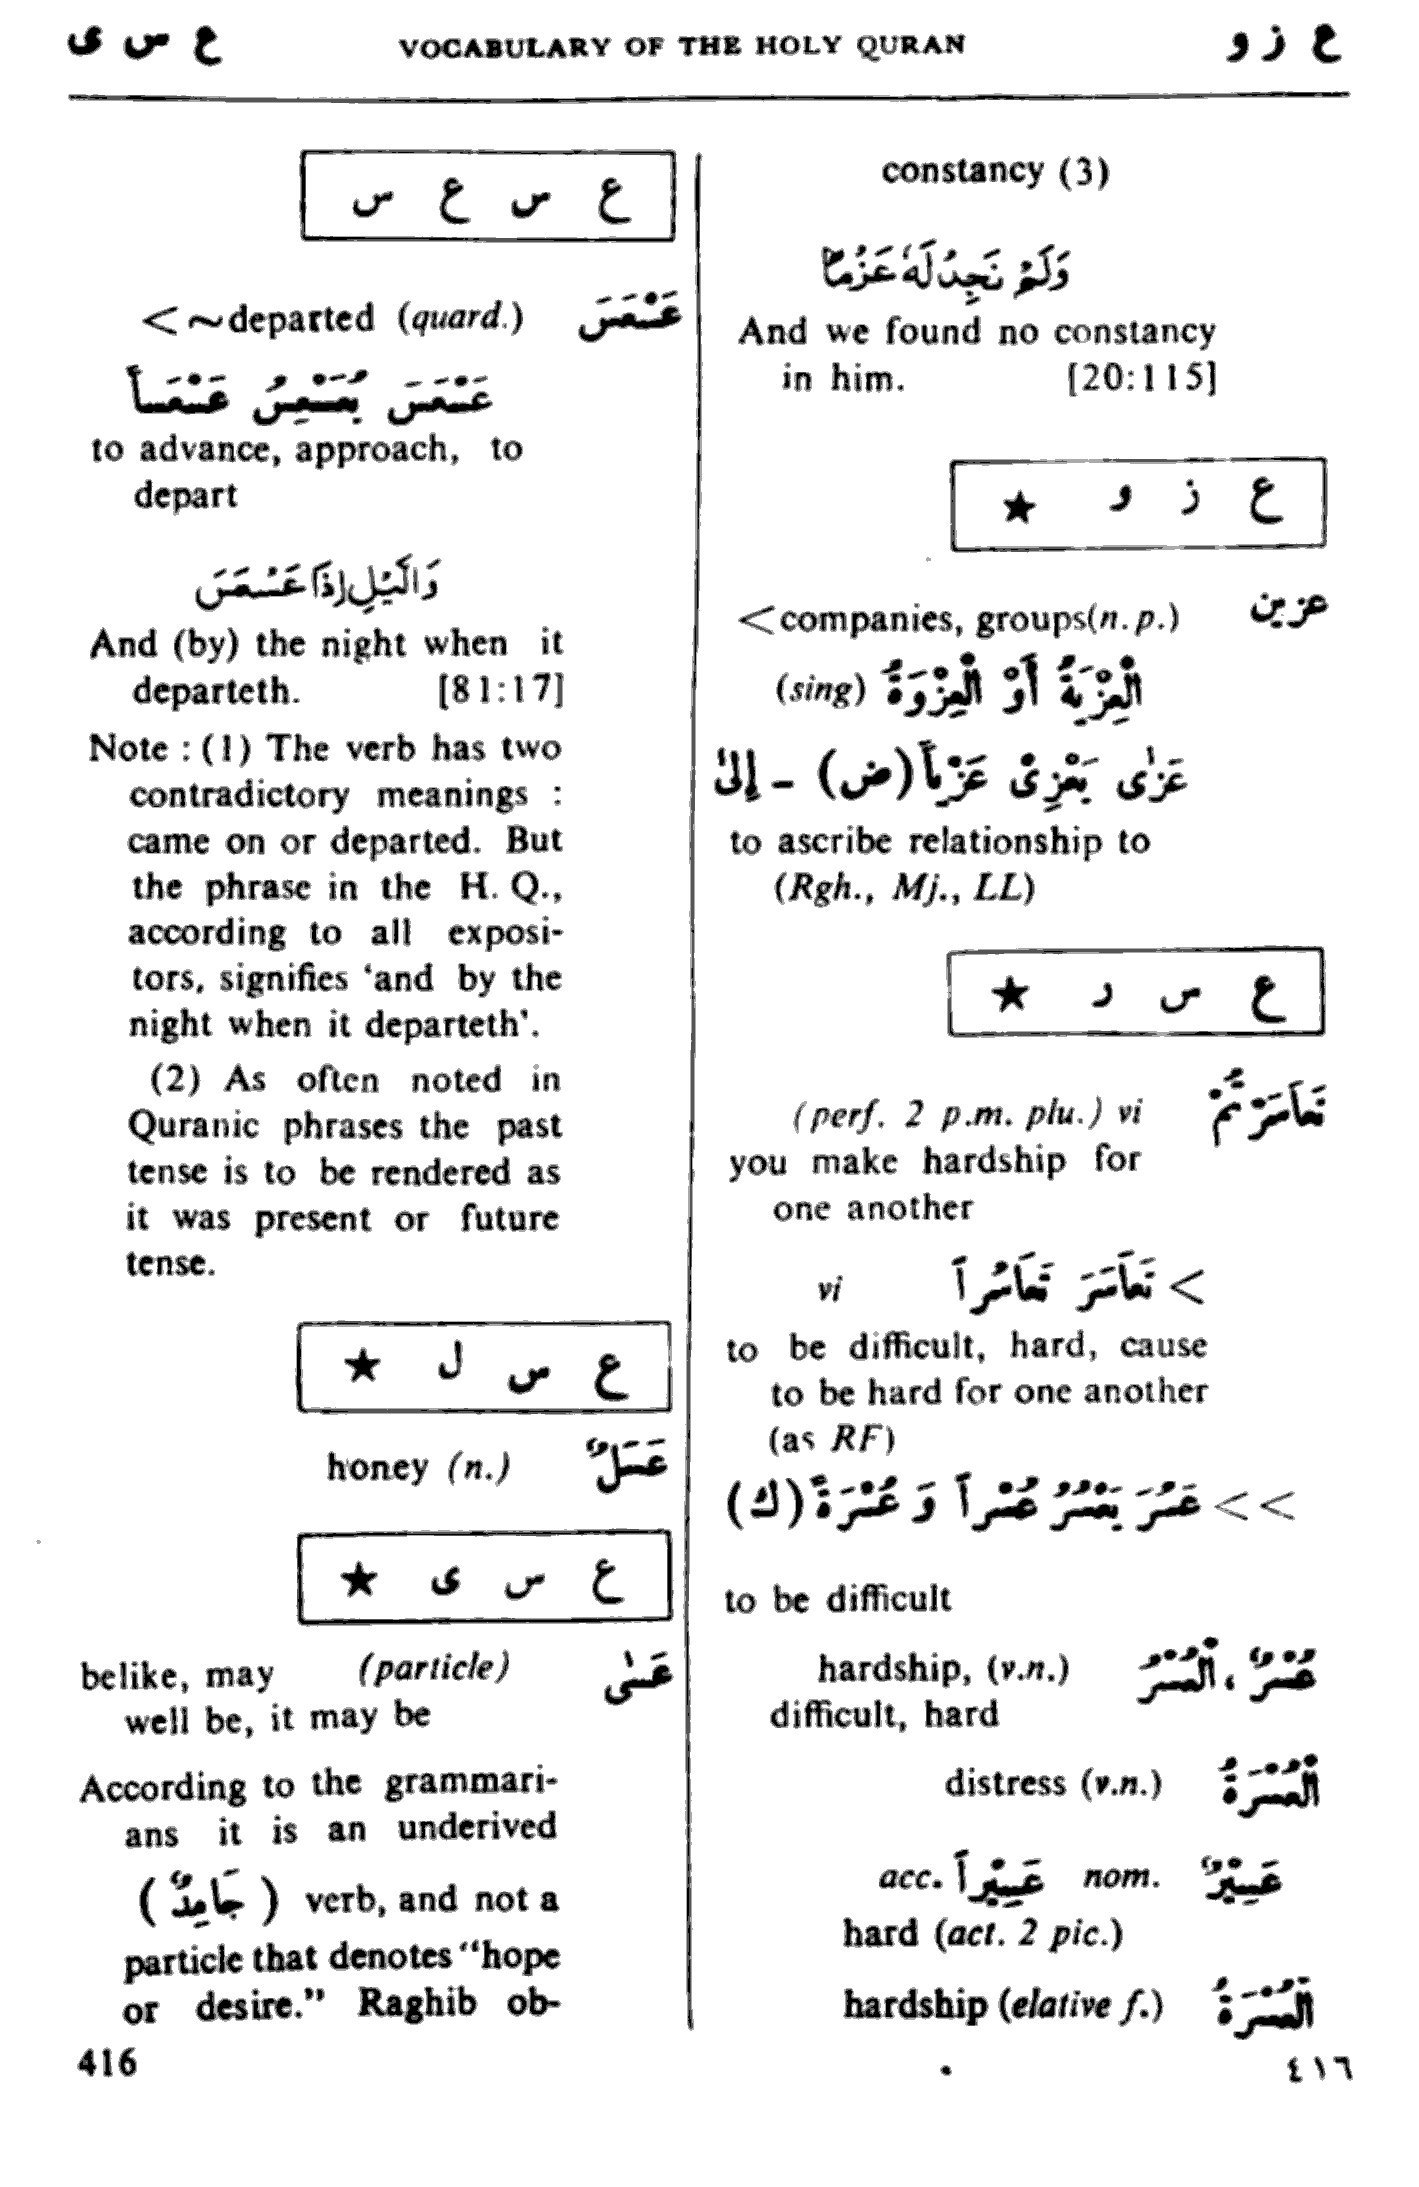 ع س ى VOCABULARY OF THE HOLY QURAN ع ز و
constancy (3)
وَلَمْ نَجِدْ لَهٗ عَزْمًا
And we found no constancy
in him. [20:115]
ع ز و ★
عزين <companies, groups(n.p.)
الْعِزْيَةُ أَوْ الْعِزْوَةُ (sing)
عَزٰى يَعْزِىْ عَزْياً (ض) - إِلىٰ
to ascribe relationship to
(Rgh., Mj., LL)
ع س ر ★
تَعَاسَرْتُمْ (perf. 2 p.m. plu.) vi
you make hardship for
one another
< تَعَاسَرَ تَعَاسُراً vi
to be difficult, hard, cause
to be hard for one another
(as RF)
<< عَسُرَ يَعْسُرُ عُسْراً وَ عُسْرَةً (ك)
to be difficult
عُسْرٌ ، الْعُسْرُ hardship, (v.n.)
difficult, hard
الْعُسْرَةُ distress (v.n.)
عَسِيْرٌ nom. عَسِيْراً acc.
hard (act. 2 pic.)
الْعُسْرَةُ hardship (elative f.)
ع س ع س
عَسْعَسَ <~departed (quard.)
عَسْعَسَ يُعَسْعِسُ عَسْعَساً
to advance, approach, to
depart
وَالَّيْلِ إِذَا عَسْعَسَ
And (by) the night when it
departeth. [81:17]
Note : (1) The verb has two
contradictory meanings :
came on or departed. But
the phrase in the H. Q.,
according to all exposi-
tors, signifies ‘and by the
night when it departeth’.
(2) As often noted in
Quranic phrases the past
tense is to be rendered as
it was present or future
tense.
ع س ل ★
عَسَلٌ honey (n.)
ع س ى ★
عَسٰى (particle) belike, may
well be, it may be
According to the grammari-
ans it is an underived
( جَامِدٌ ) verb, and not a
particle that denotes “hope
or desire.” Raghib ob-
416 ٤١٦